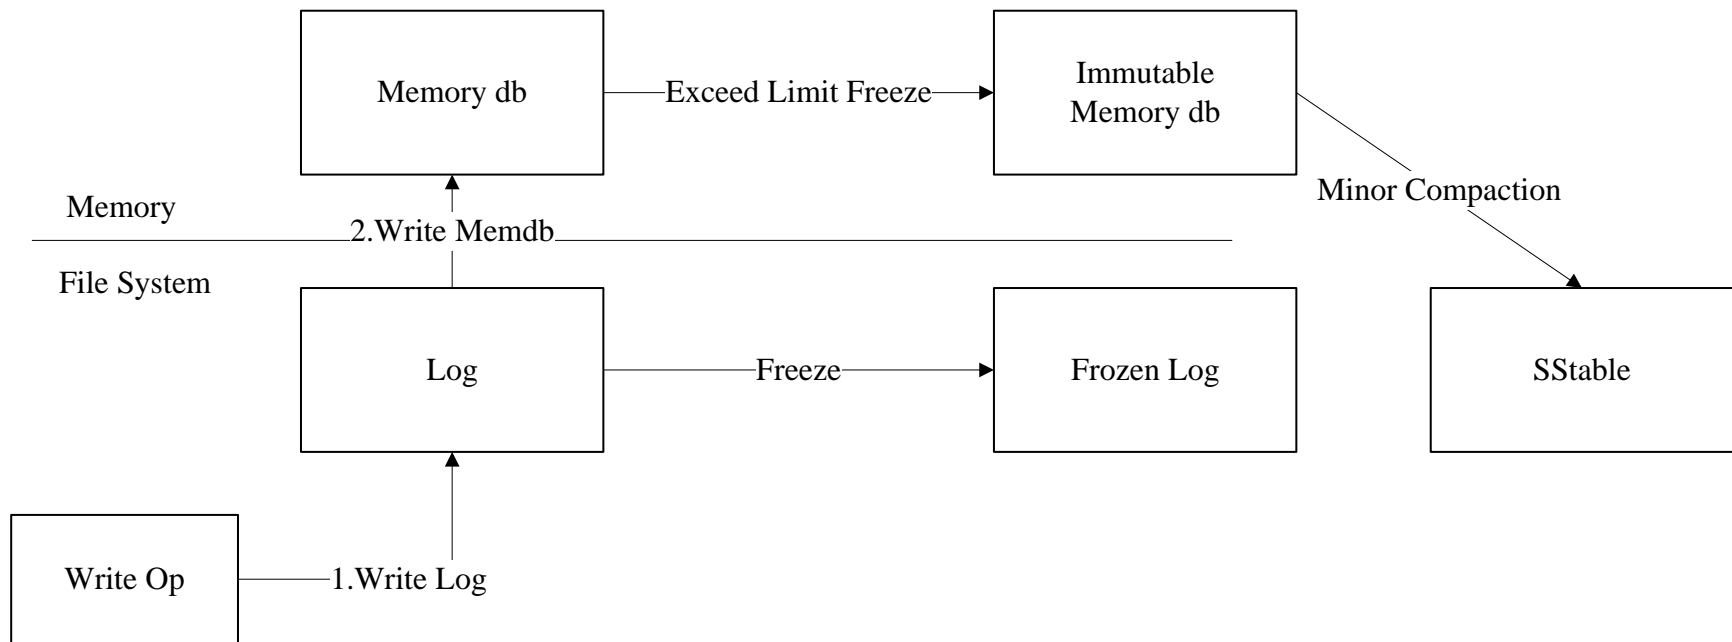 Memory db
Exceed Limit Freeze
Immutable
Memory db
Minor Compaction
Memory
2.Write Memdb
File System
Log
Freeze
Frozen Log
SStable
Write Op
1.Write Log